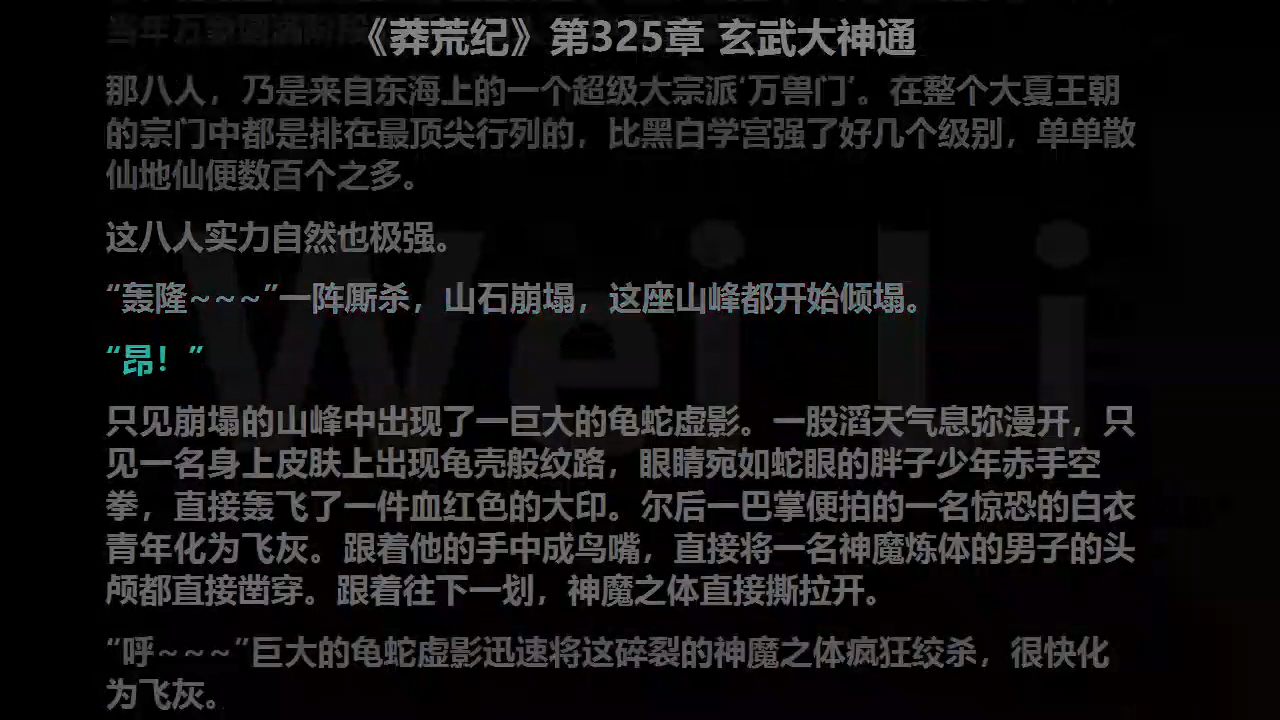 《莽荒纪》第325章 玄武大神通
那八人，乃是来自东海上的一个超级大宗派‘万兽门’。在整个大夏王朝
的宗门中都是排在最顶尖行列的，比黑白学宫强了好几个级别，单单散
仙地仙便数百个之多。
这八人实力自然也极强。
“轰隆~~~”一阵厮杀，山石崩塌，这座山峰都开始倾塌。
“昂！”
只见崩塌的山峰中出现了一巨大的龟蛇虚影。一股滔天气息弥漫开，只
见一名身上皮肤上出现龟壳般纹路，眼睛宛如蛇眼的胖子少年赤手空
拳，直接轰飞了一件血红色的大印。尔后一巴掌便拍的一名惊恐的白衣
青年化为飞灰。跟着他的手中成鸟嘴，直接将一名神魔炼体的男子的头
颅都直接凿穿。跟着往下一划，神魔之体直接撕拉开。
“呼~~~”巨大的龟蛇虚影迅速将这碎裂的神魔之体疯狂绞杀，很快化
为飞灰。
Wei Li